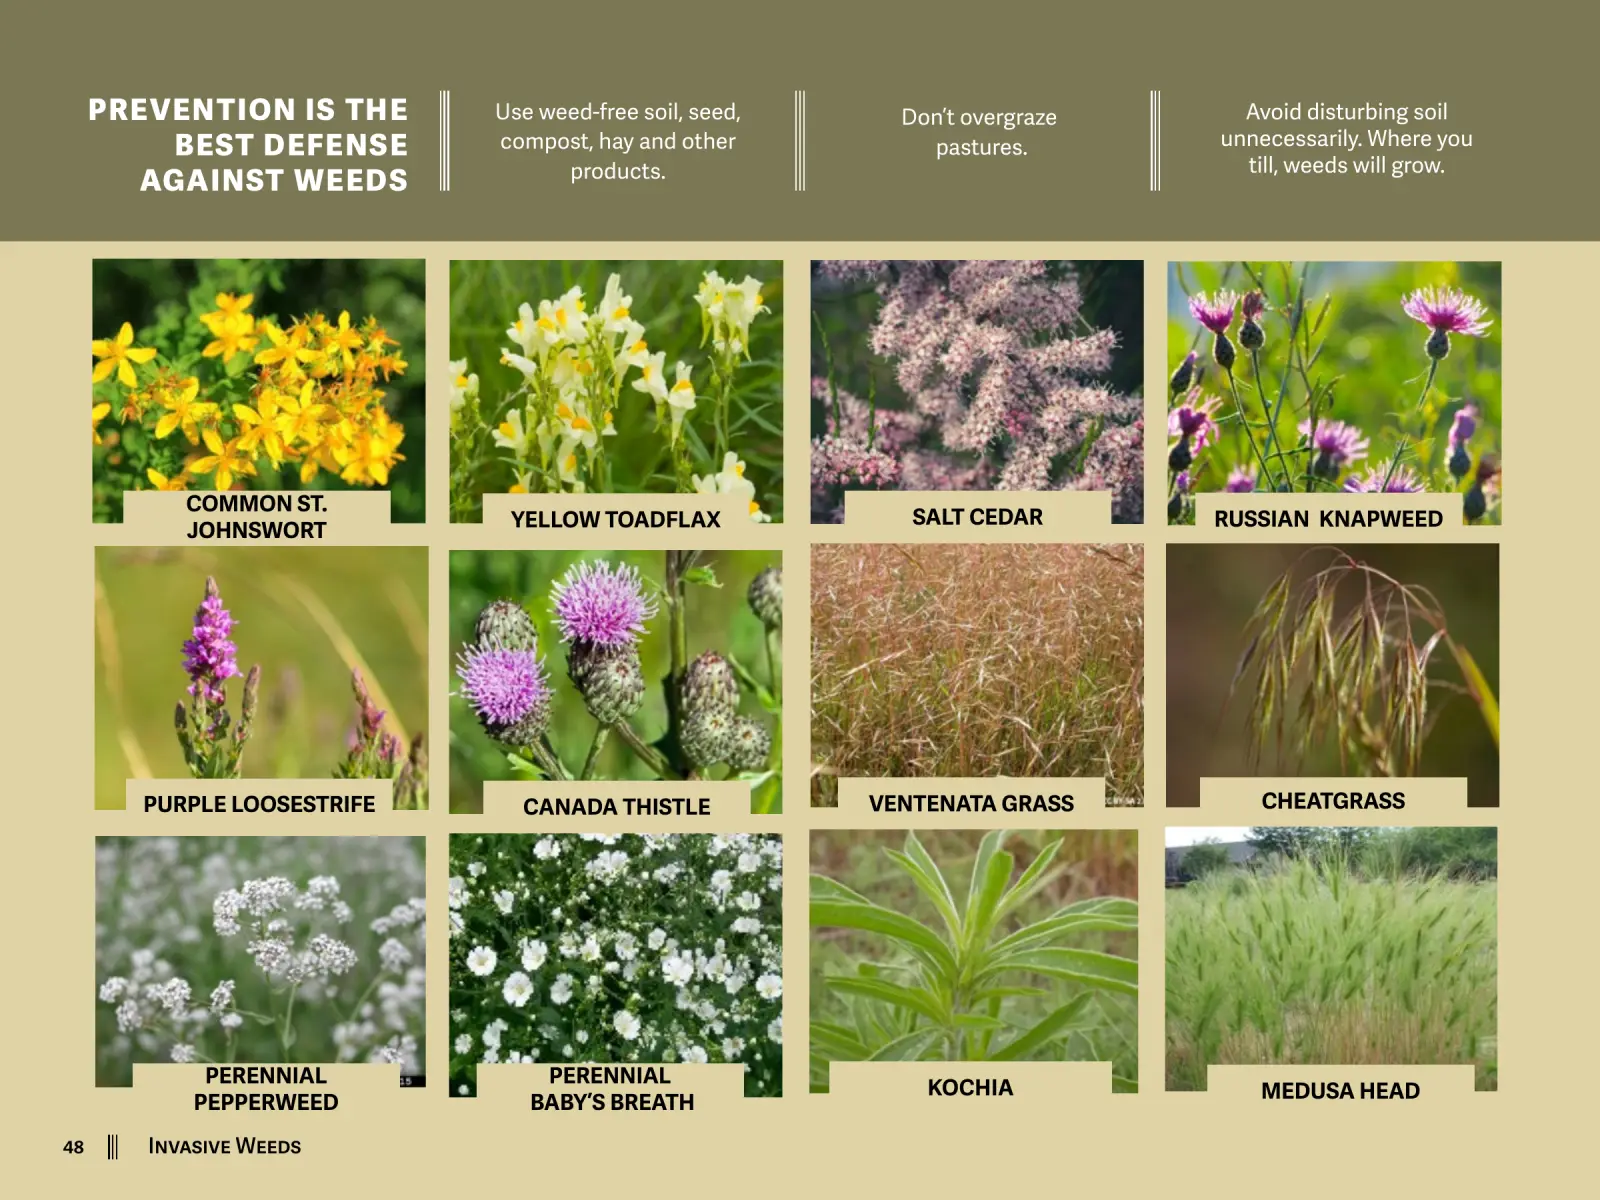 PREVENTION IS THE
BEST DEFENSE
AGAINST WEEDS
Use weed-free soil, seed,
compost, hay and other
products.
Don’t overgraze
pastures.
Avoid disturbing soil
unnecessarily. Where you
till, weeds will grow.
COMMON ST.
JOHNSWORT
YELLOW TOADFLAX
SALT CEDAR
RUSSIAN KNAPWEED
PURPLE LOOSESTRIFE
CANADA THISTLE
VENTENATA GRASS
CHEATGRASS
PERENNIAL
PEPPERWEED
PERENNIAL
BABY’S BREATH
KOCHIA
MEDUSA HEAD
48
INVASIVE WEEDS